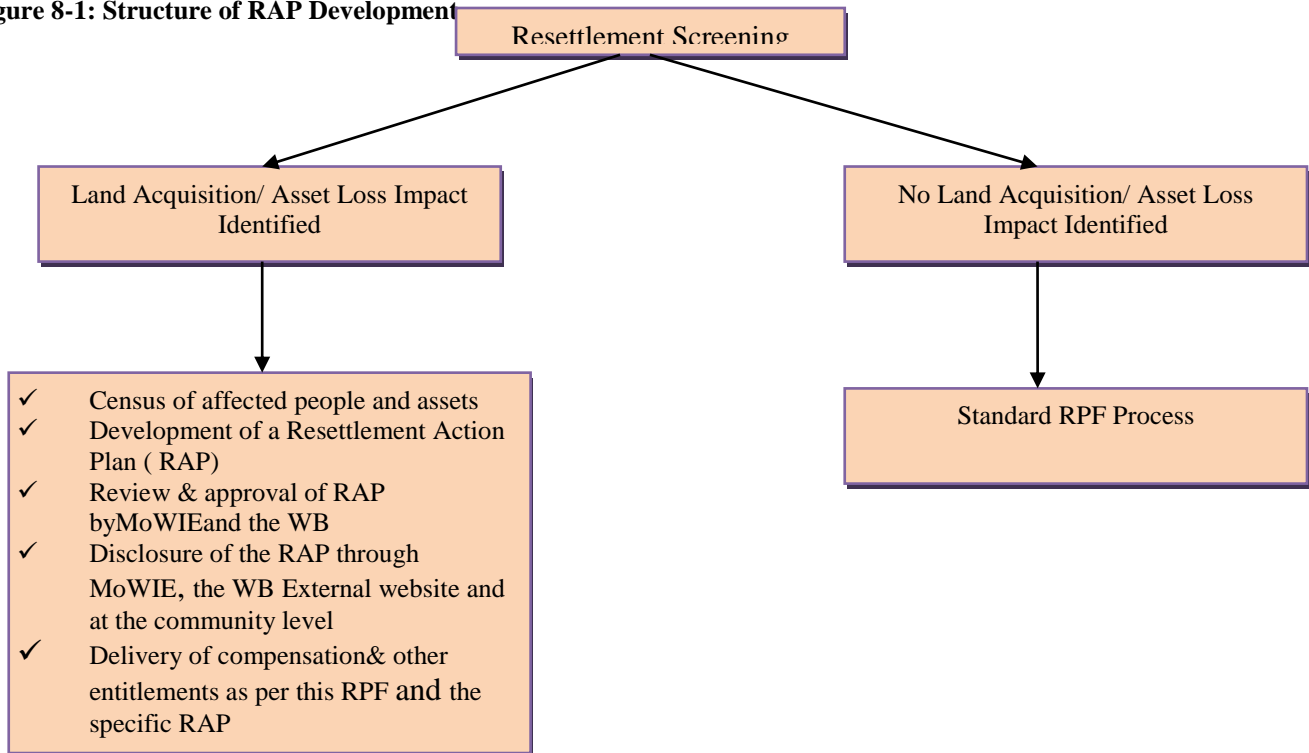 gure 8-1: Structure of RAP Development
Resettlement Screening
Land Acquisition/ Asset Loss Impact
Identified
No Land Acquisition/ Asset Loss
Impact Identified
✓ Census of affected people and assets
✓ Development of a Resettlement Action
Plan ( RAP)
✓ Review & approval of RAP
byMoWIEand the WB
✓ Disclosure of the RAP through
MoWIE, the WB External website and
at the community level
✓ Delivery of compensation& other
entitlements as per this RPF and the
specific RAP
Standard RPF Process